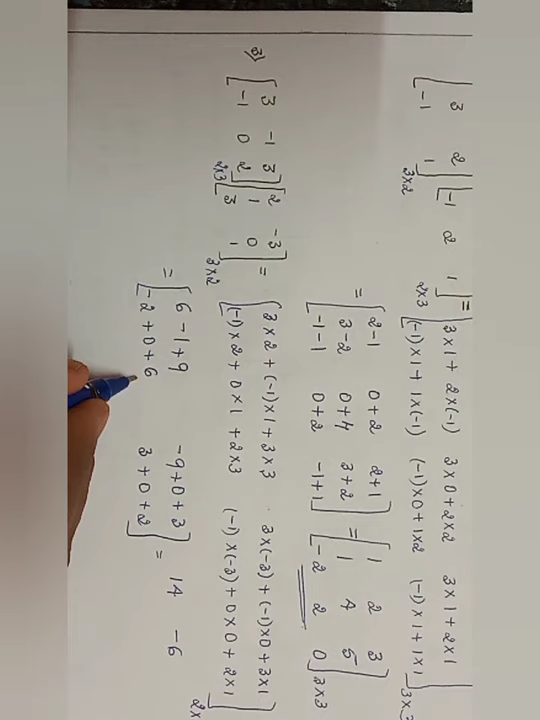 [3 2
-1 1] 3×2 [-1 2 1] 2×3 = [3×1+2×(-1) 3×0+2×2 3×1+2×1
(-1)×1+1×(-1) (-1)×0+1×2 (-1)×1+1×1] 3×3
= [2-1 0+2 2+1
3-2 0+4 3+2
-1-1 0+2 -1+1] = [1 2 3
1 4 5
-2 2 0] 3×3
3) [3 -1 3
-1 0 2] 2×3 [2 -3
1 0
3 1] 3×2 = [3×2+(-1)×1+3×3 3×(-3)+(-1)×0+3×1
(-1)×2+0×1+2×3 (-1)×(-3)+0×0+2×1] 2×
= [6-1+9 -9+0+3
-2+0+6 3+0+2] = 14 -6